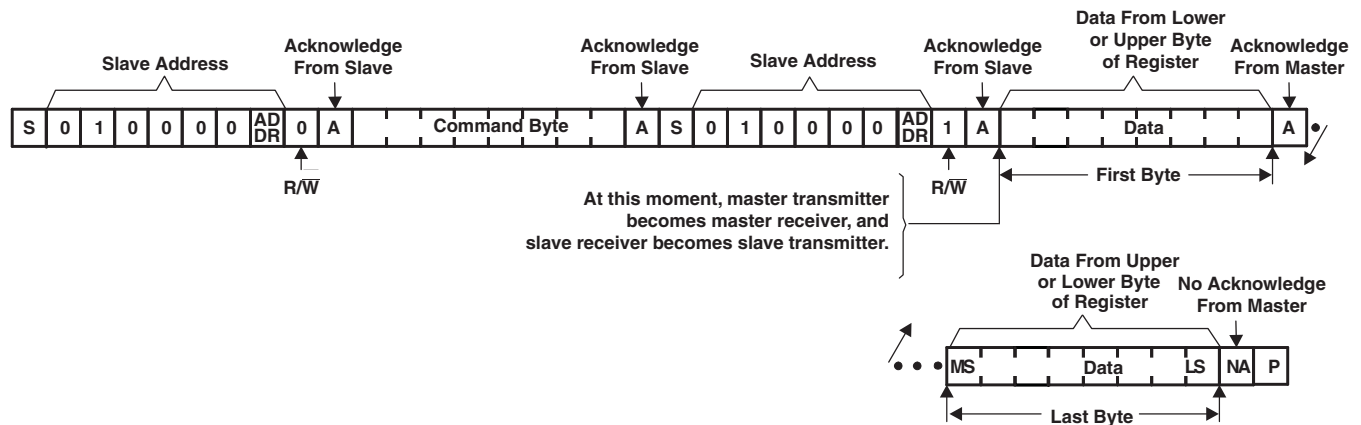 Slave Address
Acknowledge
From Slave
Acknowledge
From Slave
Slave Address
Acknowledge
From Slave
Data From Lower
or Upper Byte
of Register
Acknowledge
From Master
S 0 1 0 0 0 0 AD DR 0 A Command Byte A S 0 1 0 0 0 0 AD DR 1 A Data A
R/W̅
R/W̅
First Byte
At this moment, master transmitter
becomes master receiver, and
slave receiver becomes slave transmitter.
Data From Upper
or Lower Byte
of Register
No Acknowledge
From Master
MS Data LS NA P
Last Byte